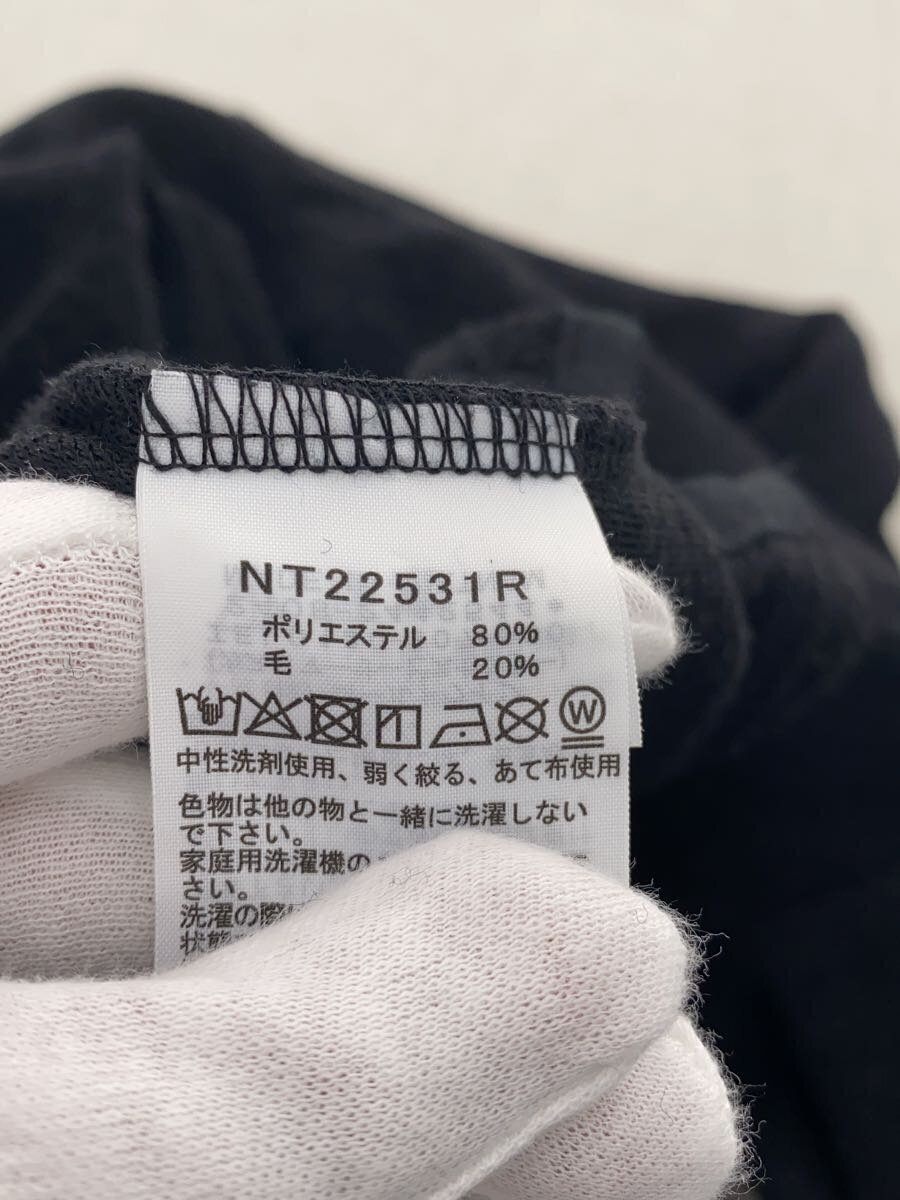 NT22531R
ポリエステル 80%
毛 20%
W
中性洗剤使用、弱く絞る、あて布使用
色物は他の物と一緒に洗濯しない
で下さい。
家庭用洗濯機の
さい。
洗濯の際に
状態